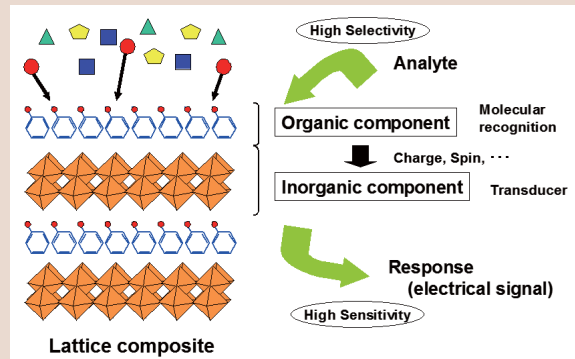 High Selectivity
Analyte
Organic component
Molecular
recognition
Charge, Spin, ···
Inorganic component
Transducer
Response
(electrical signal)
High Sensitivity
Lattice composite